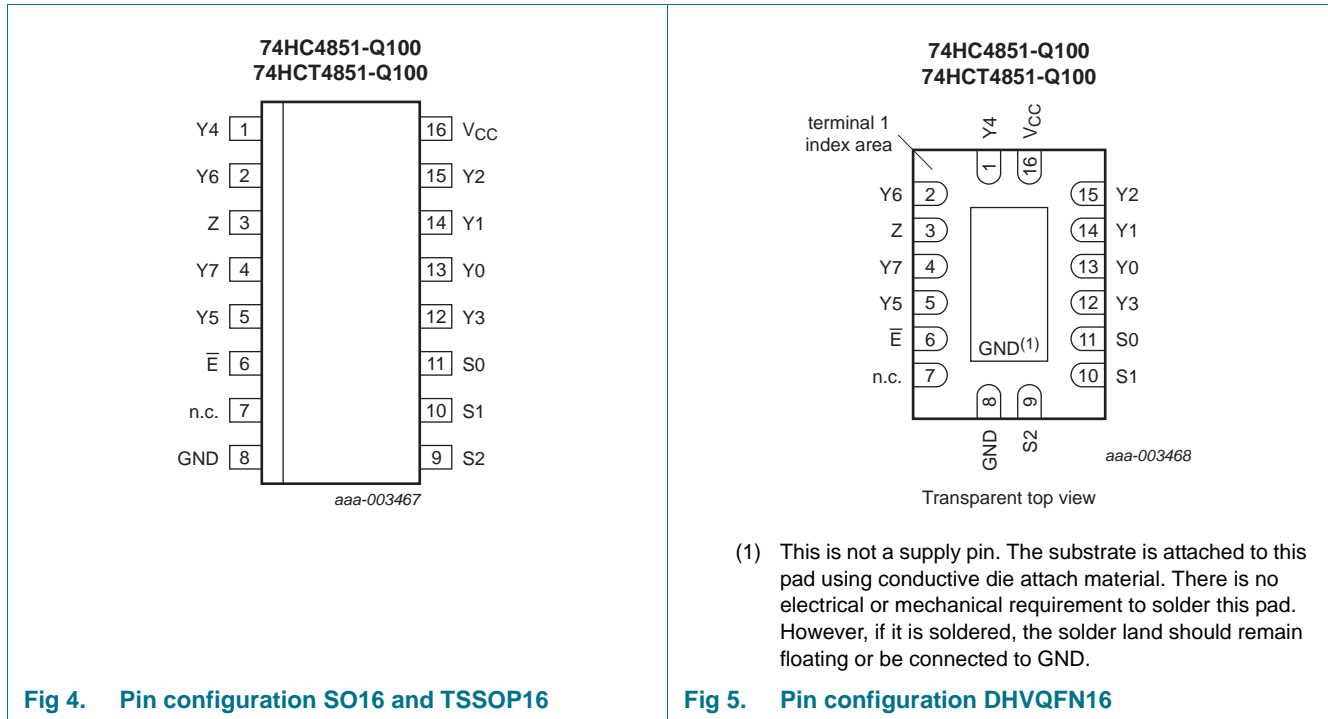 74HC4851-Q100
74HCT4851-Q100
Y4 1 16 VCC
Y6 2 15 Y2
Z 3 14 Y1
Y7 4 13 Y0
Y5 5 12 Y3
E̅ 6 11 S0
n.c. 7 10 S1
GND 8 9 S2
aaa-003467
Fig 4. Pin configuration SO16 and TSSOP16
74HC4851-Q100
74HCT4851-Q100
terminal 1
index area
Y4 VCC
1 16
Y6 2 15 Y2
Z 3 14 Y1
Y7 4 13 Y0
Y5 5 12 Y3
E̅ 6 11 S0
GND(1)
n.c. 7 10 S1
8 9
GND S2
aaa-003468
Transparent top view
(1) This is not a supply pin. The substrate is attached to this
pad using conductive die attach material. There is no
electrical or mechanical requirement to solder this pad.
However, if it is soldered, the solder land should remain
floating or be connected to GND.
Fig 5. Pin configuration DHVQFN16